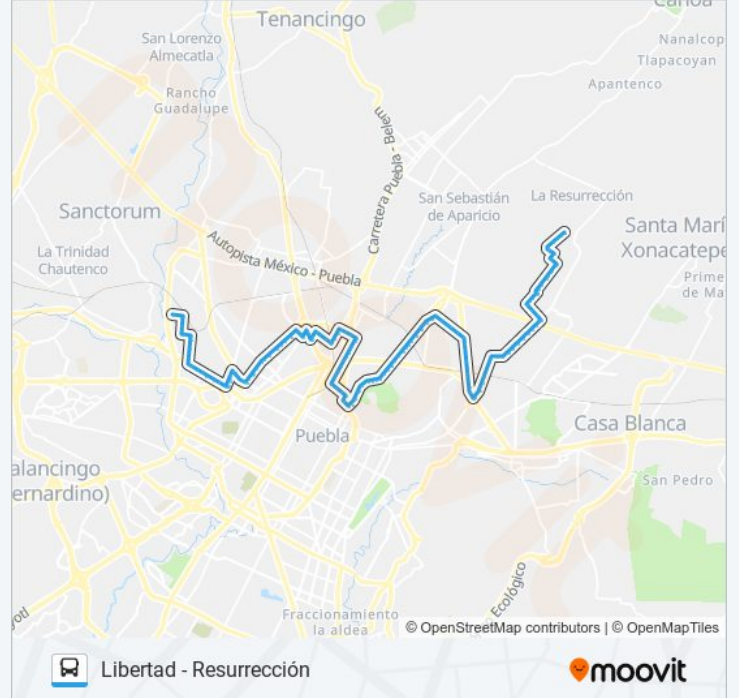 Canoa
Tenancingo
San Lorenzo
Almecatla
Nanalcop
Tlapacoyan
Rancho
Guadalupe
Apantenco
Carretera Puebla - Belem
San Sebastián
de Aparicio
La Resurrección
Sanctorum
Santa Marí
Xonacatepe
Autopista México - Puebla
La Trinidad
Chautenco
Prime
de Ma
Puebla
Casa Blanca
alancingo
ernardino)
San Pedro
Ecológico
yotl
Fraccionamiento
la aldea
© OpenStreetMap contributors | © OpenMapTiles
Libertad - Resurrección
moovit